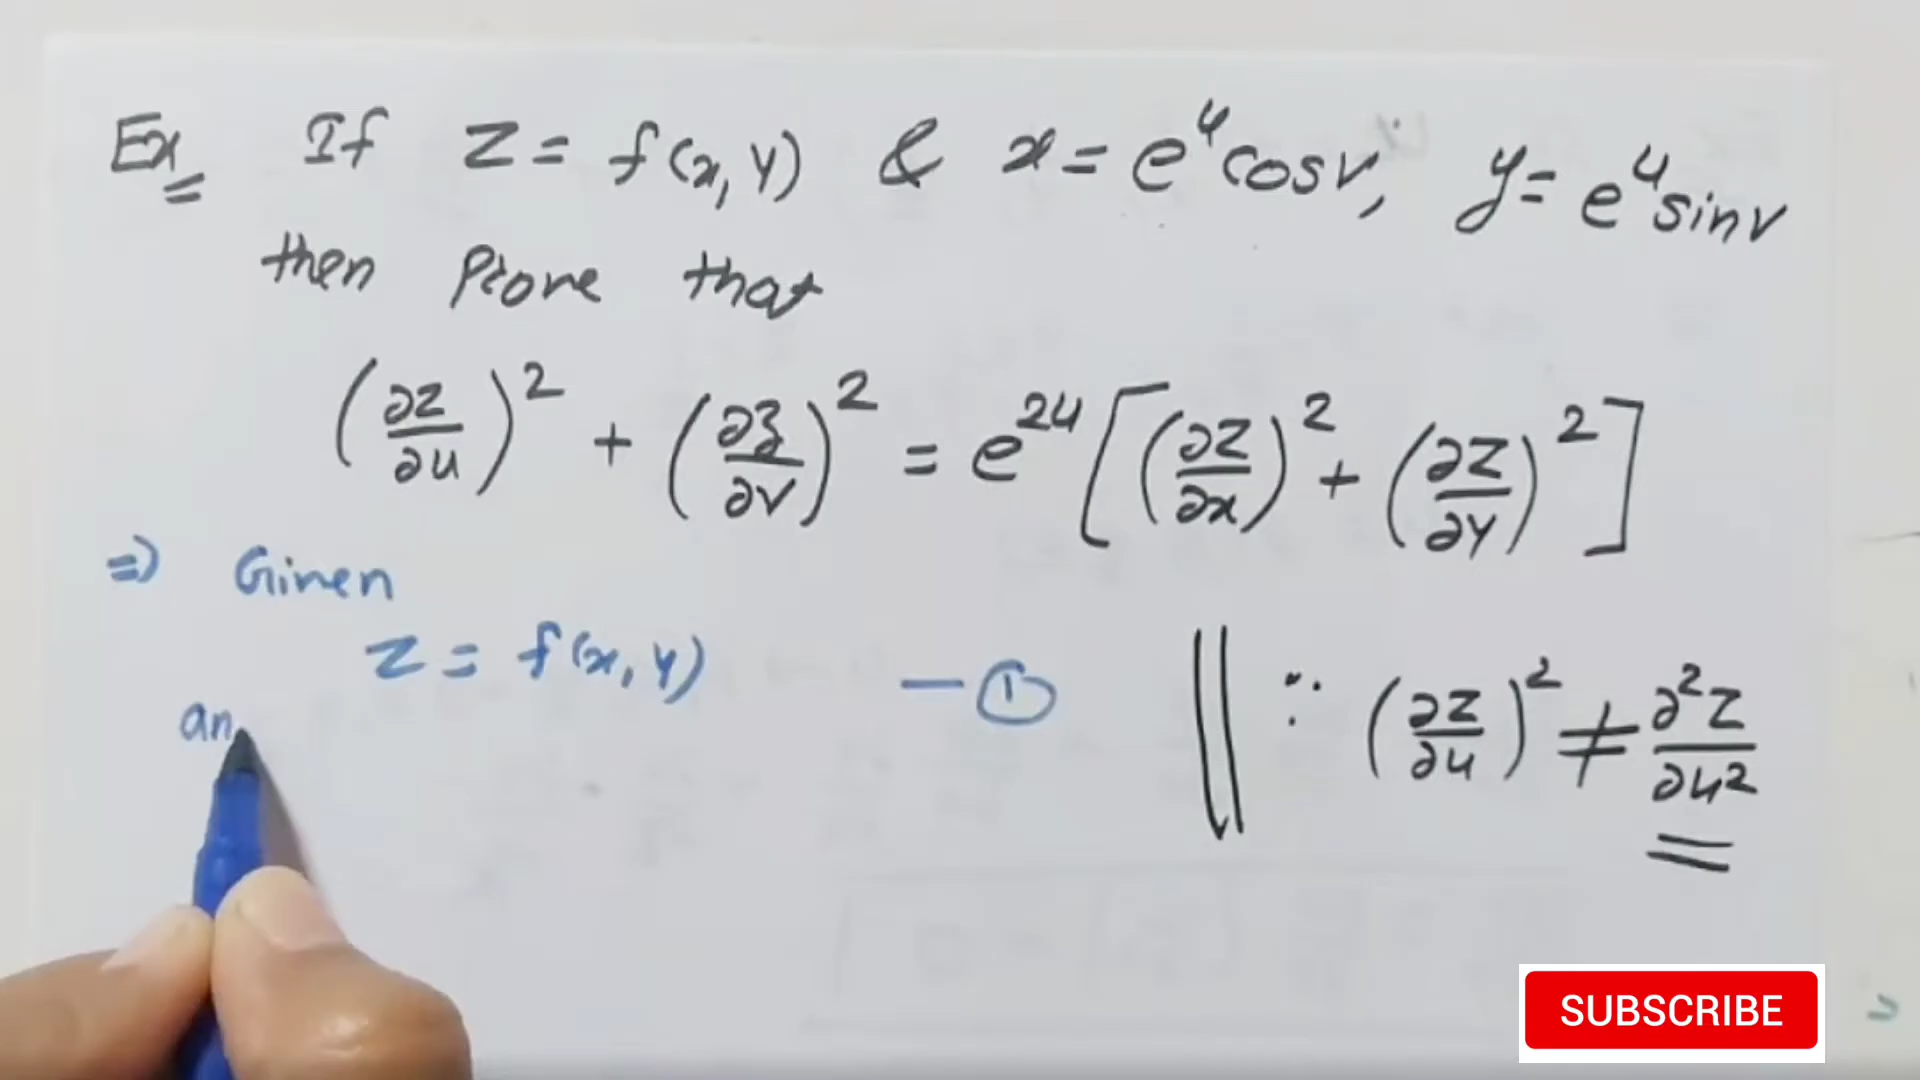 Ex If z = f(x, y) & x = e^u cos v, y = e^u sin v
then prove that
(∂z/∂u)^2 + (∂z/∂v)^2 = e^2u [(∂z/∂x)^2 + (∂z/∂y)^2]
=) Given
z = f(x, y) — ①
∵ (∂z/∂u)^2 ≠ ∂^2z/∂u^2
an
SUBSCRIBE